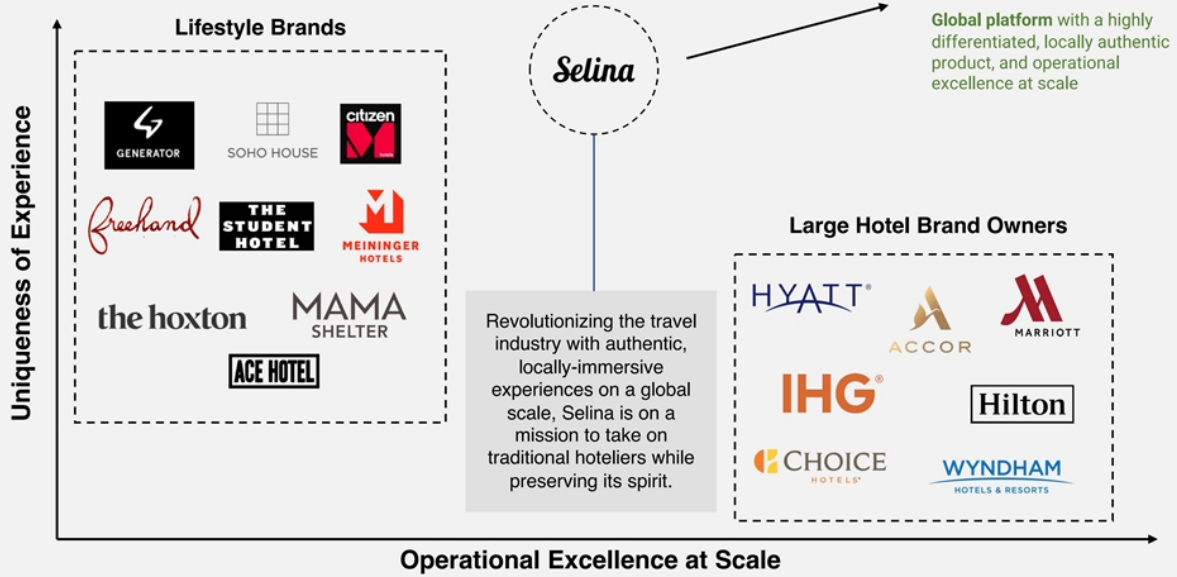 Lifestyle Brands
Selina
Global platform with a highly
differentiated, locally authentic
product, and operational
excellence at scale
Uniqueness of Experience
GENERATOR
SOHO HOUSE
citizen
M
hotels
freehand
THE
STUDENT
HOTEL
M
MEININGER
HOTELS
the hoxton
MAMA
SHELTER
ACE HOTEL
Revolutionizing the travel
industry with authentic,
locally-immersive
experiences on a global
scale, Selina is on a
mission to take on
traditional hoteliers while
preserving its spirit.
Large Hotel Brand Owners
HYATT®
ACCOR
MARRIOTT
IHG®
Hilton
CHOICE
HOTELS®
WYNDHAM
HOTELS & RESORTS
Operational Excellence at Scale